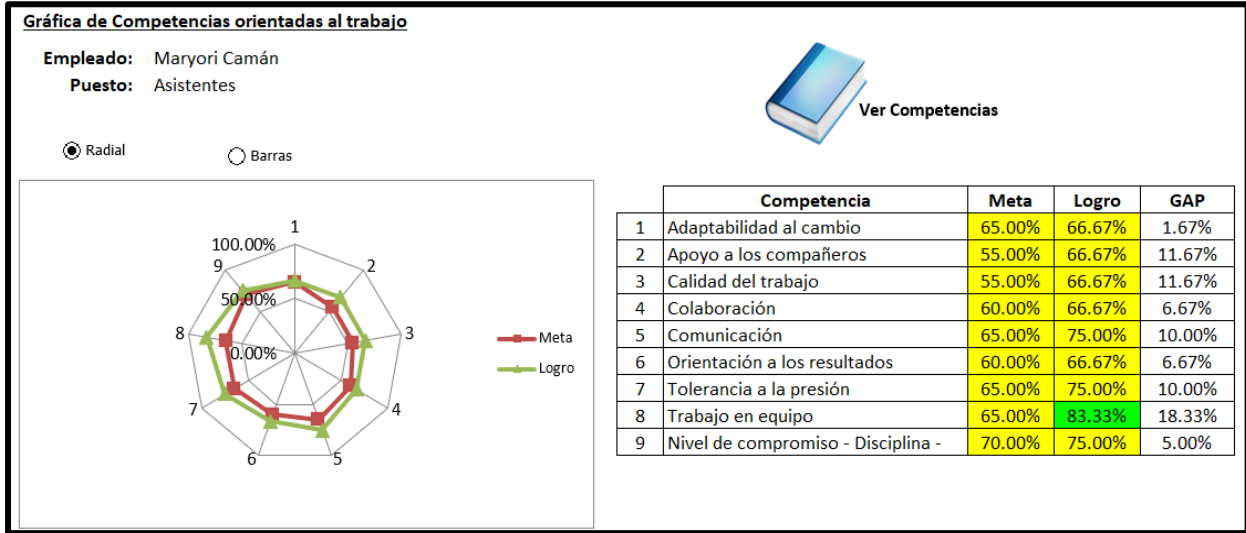 Gráfica de Competencias orientadas al trabajo
Empleado: Maryori Camán
Puesto: Asistentes
Ver Competencias
Radial
Barras
1
100.00%
9
2
50.00%
8
3
0.00%
7
4
6
5
Meta
Logro
Competencia Meta Logro GAP
1 Adaptabilidad al cambio 65.00% 66.67% 1.67%
2 Apoyo a los compañeros 55.00% 66.67% 11.67%
3 Calidad del trabajo 55.00% 66.67% 11.67%
4 Colaboración 60.00% 66.67% 6.67%
5 Comunicación 65.00% 75.00% 10.00%
6 Orientación a los resultados 60.00% 66.67% 6.67%
7 Tolerancia a la presión 65.00% 75.00% 10.00%
8 Trabajo en equipo 65.00% 83.33% 18.33%
9 Nivel de compromiso - Disciplina - 70.00% 75.00% 5.00%